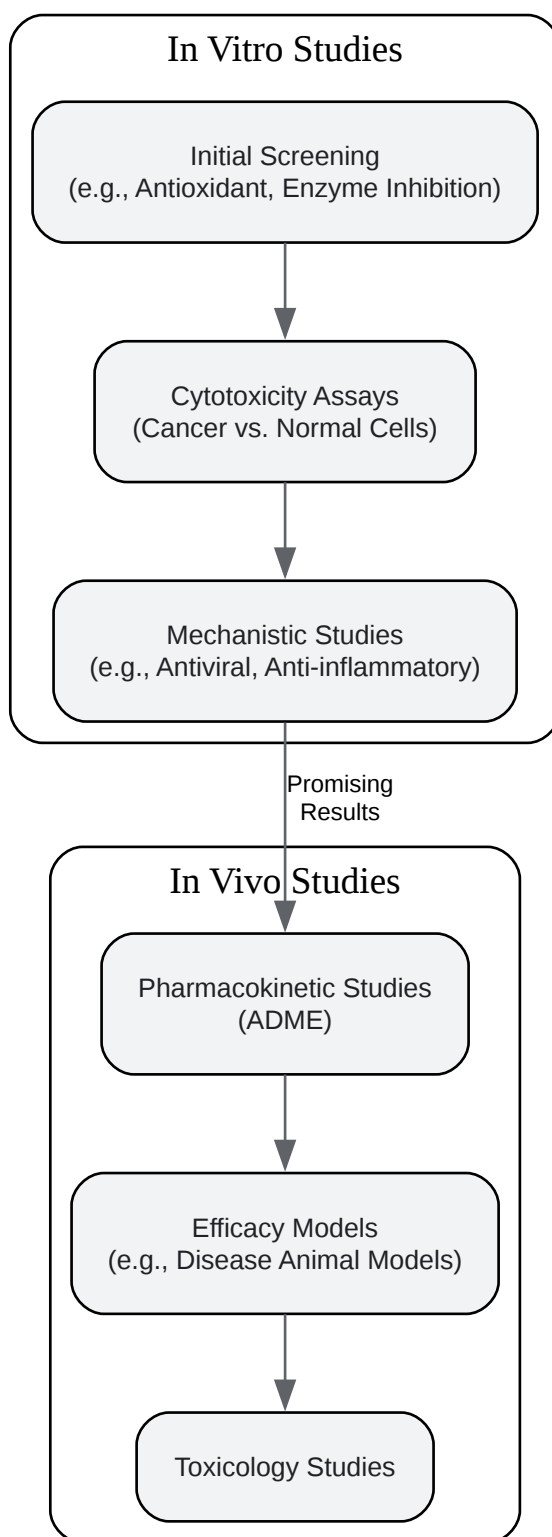 In Vitro Studies
Initial Screening
(e.g., Antioxidant, Enzyme Inhibition)
Cytotoxicity Assays
(Cancer vs. Normal Cells)
Mechanistic Studies
(e.g., Antiviral, Anti-inflammatory)
Promising
Results
In Vivo Studies
Pharmacokinetic Studies
(ADME)
Efficacy Models
(e.g., Disease Animal Models)
Toxicology Studies